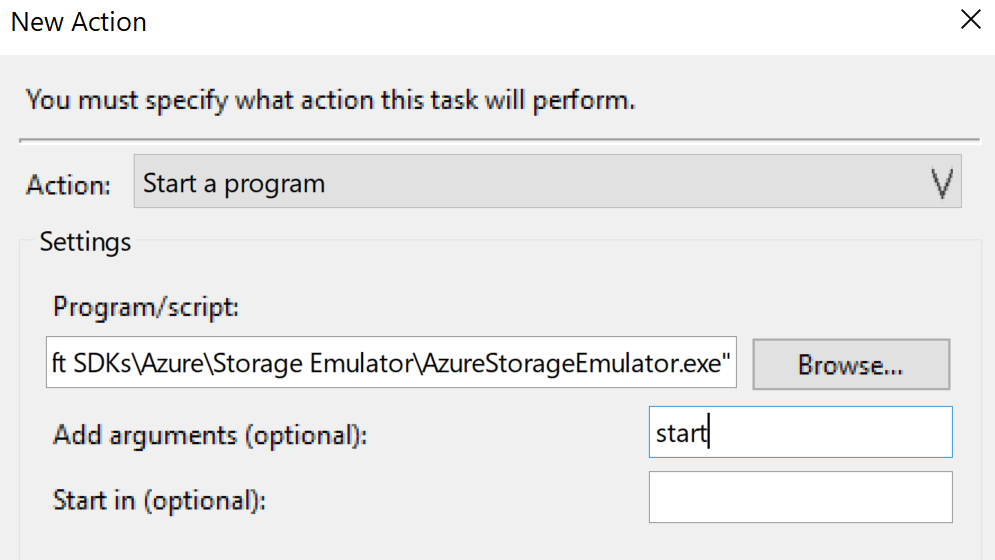 New Action
You must specify what action this task will perform.
Action: Start a program
Settings
Program/script:
ft SDKs\Azure\Storage Emulator\AzureStorageEmulator.exe" Browse...
Add arguments (optional): start
Start in (optional):